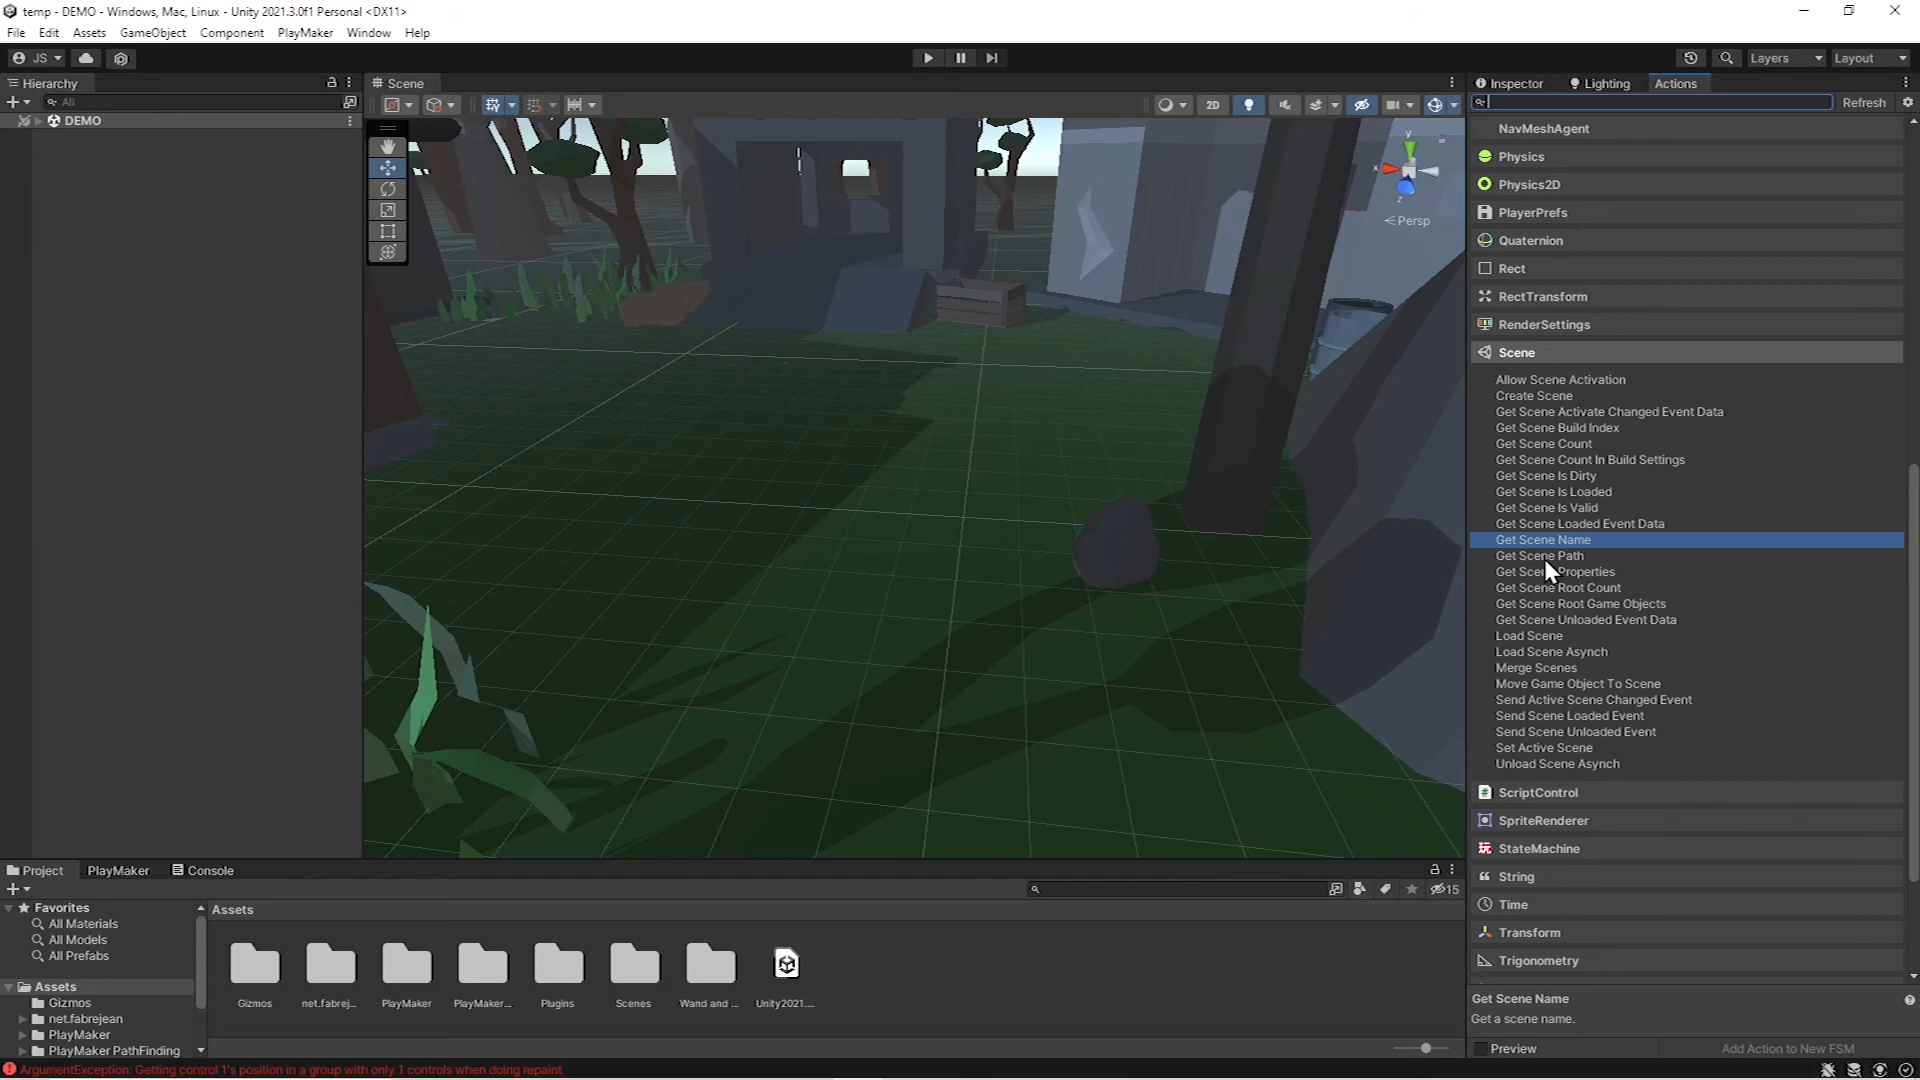 temp - DEMO - Windows, Mac, Linux - Unity 2021.3.0f1 Personal <DX11>
File Edit Assets GameObject Component PlayMaker Window Help
JS
Layers Layout
Hierarchy
All
DEMO
Scene
2D
y
x
z
Persp
Inspector Lighting Actions
Refresh
NavMeshAgent
Physics
Physics2D
PlayerPrefs
Quaternion
Rect
RectTransform
RenderSettings
Scene
Allow Scene Activation
Create Scene
Get Scene Activate Changed Event Data
Get Scene Build Index
Get Scene Count
Get Scene Count In Build Settings
Get Scene Is Dirty
Get Scene Is Loaded
Get Scene Is Valid
Get Scene Loaded Event Data
Get Scene Name
Get Scene Path
Get Scene Properties
Get Scene Root Count
Get Scene Root Game Objects
Get Scene Unloaded Event Data
Load Scene
Load Scene Asynch
Merge Scenes
Move Game Object To Scene
Send Active Scene Changed Event
Send Scene Loaded Event
Send Scene Unloaded Event
Set Active Scene
Unload Scene Asynch
ScriptControl
SpriteRenderer
StateMachine
String
Time
Transform
Trigonometry
Get Scene Name
Get a scene name.
Preview
Add Action to New FSM
Project PlayMaker Console
15
Favorites
All Materials
All Models
All Prefabs
Assets
Gizmos
net.fabrejean
PlayMaker
PlayMaker PathFinding
Assets
Gizmos net.fabrej... PlayMaker PlayMaker... Plugins Scenes Wand and ... Unity2021....
ArgumentException: Getting control 1's position in a group with only 1 controls when doing repaint